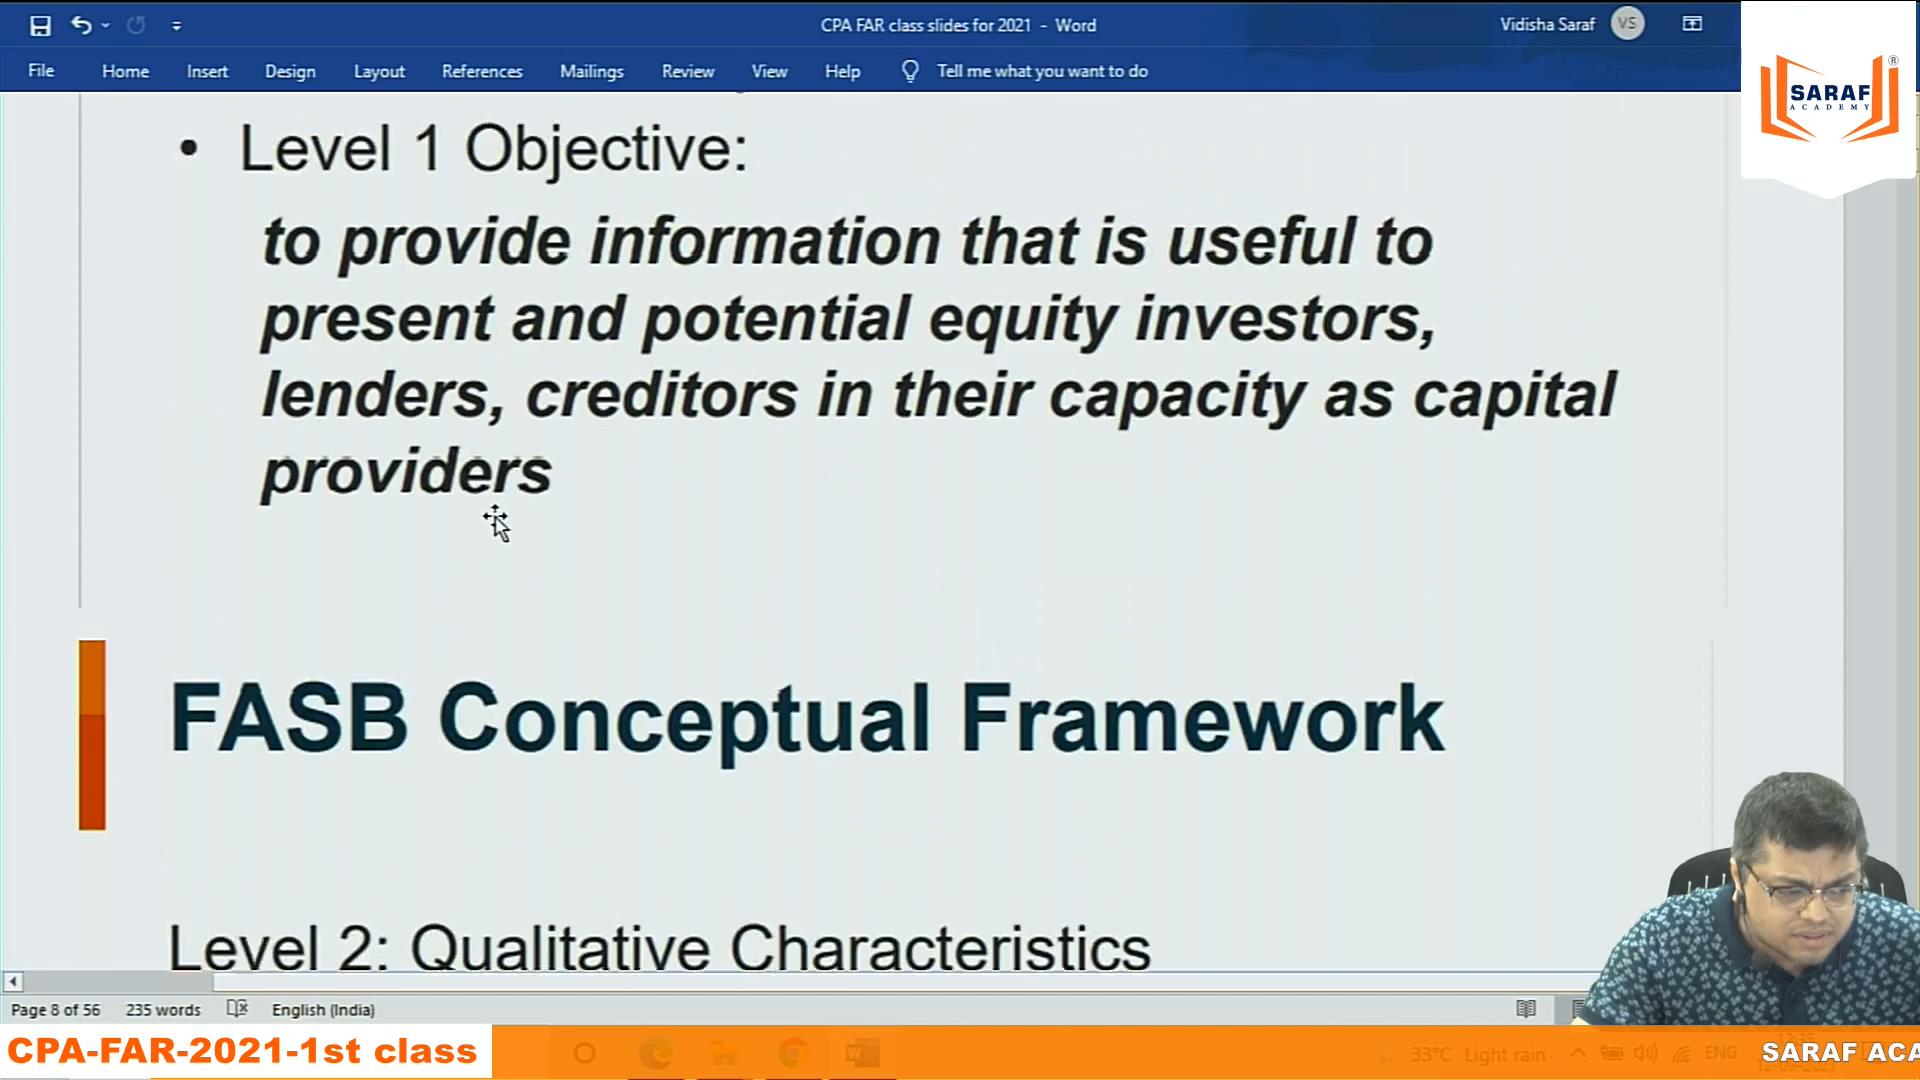 CPA FAR class slides for 2021 - Word
Vidisha Saraf
VS
File
Home
Insert
Design
Layout
References
Mailings
Review
View
Help
Tell me what you want to do
SARAF
ACADEMY
®
• Level 1 Objective:
to provide information that is useful to
present and potential equity investors,
lenders, creditors in their capacity as capital
providers
FASB Conceptual Framework
Level 2: Qualitative Characteristics
Page 8 of 56
235 words
English (India)
CPA-FAR-2021-1st class
33°C Light rain
ENG
SARAF ACA